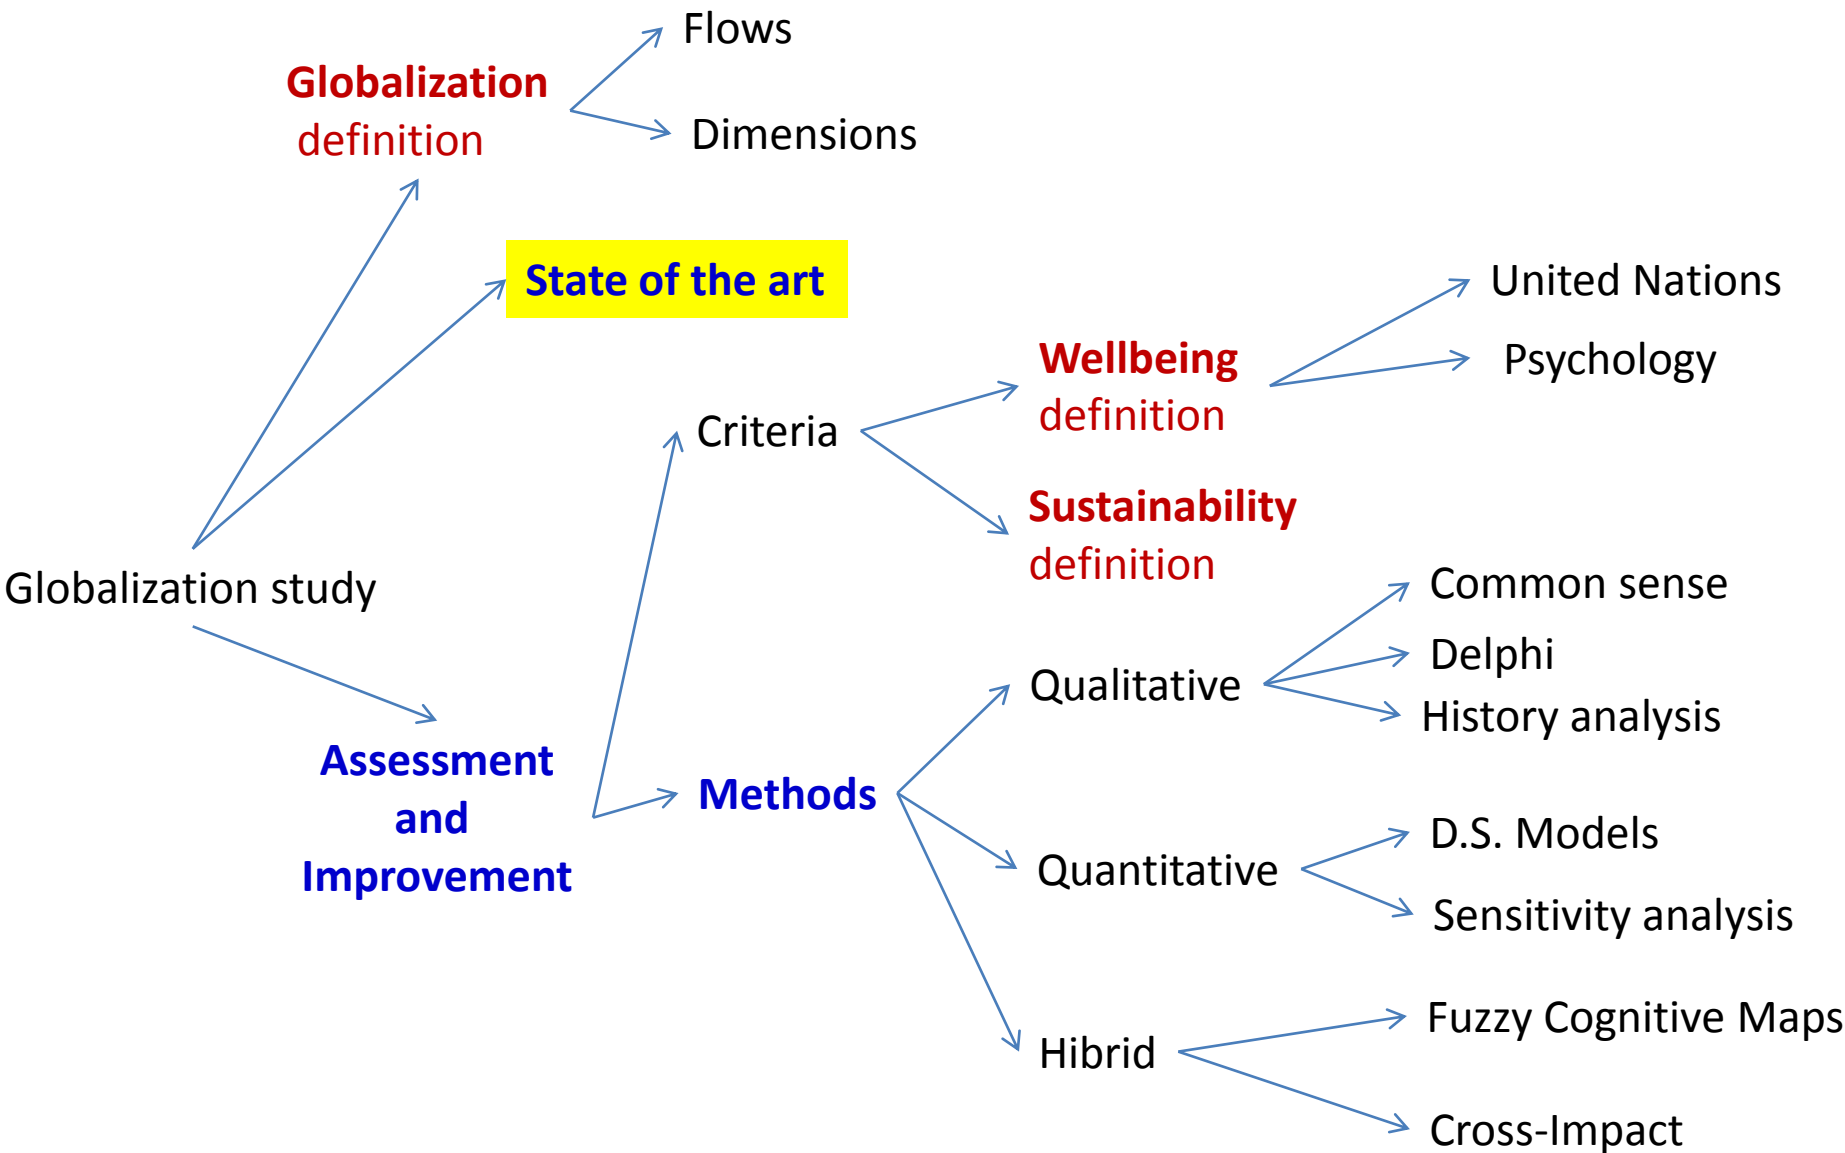 Flows
Globalization
definition
Dimensions
State of the art
United Nations
Wellbeing
definition
Psychology
Criteria
Sustainability
definition
Globalization study
Common sense
Delphi
Qualitative
History analysis
Assessment
and
Improvement
Methods
D.S. Models
Quantitative
Sensitivity analysis
Fuzzy Cognitive Maps
Hibrid
Cross-Impact